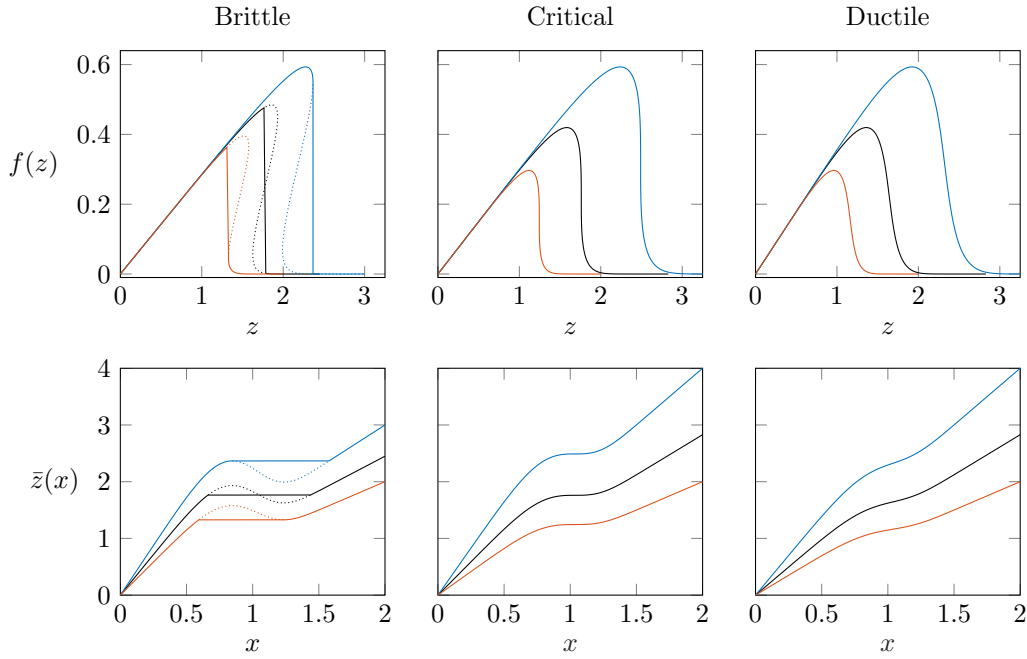 Brittle Critical Ductile
0.6
0.4
f(z)
0.2
0
0 1 2 3 0 1 2 3 0 1 2 3
z z z
4
3
z̄(x) 2
1
0
0 0.5 1 1.5 2 0 0.5 1 1.5 2 0 0.5 1 1.5 2
x x x